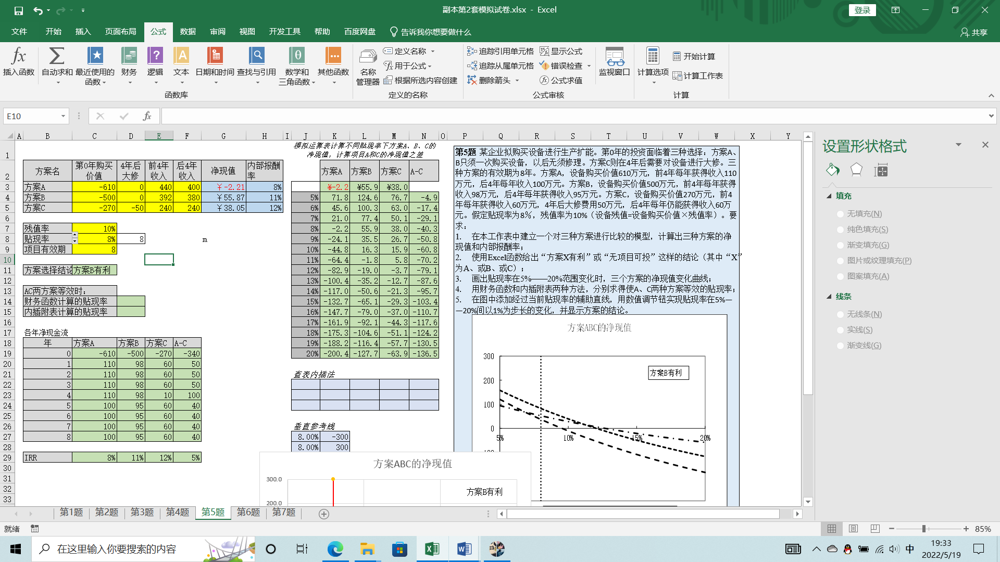 副本第2套模拟试卷.xlsx - Excel
登录
文件 开始 插入 页面布局 公式 数据 审阅 视图 开发工具 帮助 百度网盘 告诉我你想要做什么 共享
插入函数 自动求和 最近使用的函数 财务 逻辑 文本 日期和时间 查找与引用 数学和三角函数 其他函数
函数库
名称管理器 定义名称 用于公式 根据所选内容创建
定义的名称
追踪引用单元格 显示公式
追踪从属单元格 错误检查
删除箭头 公式求值
公式审核
监视窗口
计算选项 开始计算 计算工作表
计算
E10 fx
A B C D E F G H I J K L M N O P Q R S T U V W X Y
模拟运算表计算不同贴现率下方案A、B、C的
净现值，计算项目A和C的净现值之差
方案名 第0年购买价值 4年后大修 前4年收入 后4年收入 净现值 内部报酬率
方案A -610 0 440 400 ￥-2.21 8%
方案B -500 0 392 380 ￥55.87 11%
方案C -270 -50 240 240 ￥38.05 12%
残值率 10%
贴现率 8% 8 m
项目有效期 8
方案选择结论 方案B有利
AC两方案等效时:
财务函数计算的贴现率
内插附表计算的贴现率
各年净现金流
年 方案A 方案B 方案C A-C
0 -610 -500 -270 -340
1 110 98 60 50
2 110 98 60 50
3 110 98 60 50
4 110 98 10 100
5 100 95 60 40
6 100 95 60 40
7 100 95 60 40
8 100 95 60 40
IRR 8% 11% 12% 5%
方案A 方案B 方案C A-C
¥-2.2 ¥55.9 ¥38.0
5% 71.8 124.6 76.7 -4.9
6% 45.6 100.3 63.0 -17.4
7% 21.0 77.4 50.1 -29.1
8% -2.2 55.9 38.0 -40.3
9% -24.1 35.5 26.7 -50.8
10% -44.8 16.3 15.9 -60.8
11% -64.4 -1.8 5.8 -70.2
12% -82.9 -19.0 -3.7 -79.1
13% -100.4 -35.2 -12.7 -87.6
14% -117.0 -50.6 -21.3 -95.7
15% -132.7 -65.1 -29.3 -103.4
16% -147.7 -79.0 -37.0 -110.7
17% -161.9 -92.1 -44.3 -117.6
18% -175.3 -104.6 -51.1 -124.2
19% -188.2 -116.4 -57.7 -130.5
20% -200.4 -127.7 -63.9 -136.5
查表内插法
垂直参考线
8.00% -300
8.00% 300
方案ABC的净现值
300.0
方案B有利
200.0
第5题 某企业拟购买设备进行生产扩能。第0年的投资面临着三种选择：方案A、
B只须一次购买设备，以后无须修理。方案C则在4年后需要对设备进行大修。三
种方案的有效期为8年。方案A，设备购买价值610万元，前4年每年获得收入110
万元，后4年每年收入100万元。方案B，设备购买价值500万元，前4年每年获得
收入98万元，后4年每年获得收入95万元。方案C，设备购买价值270万元，前4
年每年获得收入60万元，4年后大修费用50万元，后4年每年仍能获得收入60万
元。假定贴现率为8%，残值率为10%（设备残值=设备购买价值×残值率）。要
求：
1. 在本工作表中建立一个对三种方案进行比较的模型，计算出三种方案的净
现值和内部报酬率；
2. 使用Excel函数给出“方案X有利”或“无项目可投”这样的结论（其中“X”
为A、或B、或C）；
3. 画出贴现率在5%——20%范围变化时，三个方案的净现值变化曲线；
4. 用财务函数和内插附表两种方法，分别求得使A、C两种方案等效的贴现率；
5. 在图中添加经过当前贴现率的辅助直线，用数值调节钮实现贴现率在5%—
—20%间以1%为步长的变化，并显示方案的结论。
方案ABC的净现值
300
方案B有利
200
100
0
5% 10% 15% 20%
1 2 3 4 5 6 7 8 9 10 11 12 13 14 15 16 17 18 19 20 21 22 23 24 25 26 27 28 29 30 31 32 33
设置形状格式
填充
无填充(N)
纯色填充(S)
渐变填充(G)
图片或纹理填充(P)
图案填充(A)
线条
无线条(N)
实线(S)
渐变线(G)
第1题 第2题 第3题 第4题 第5题 第6题 第7题
就绪 85%
在这里输入你要搜索的内容
中
19:33
2022/5/19